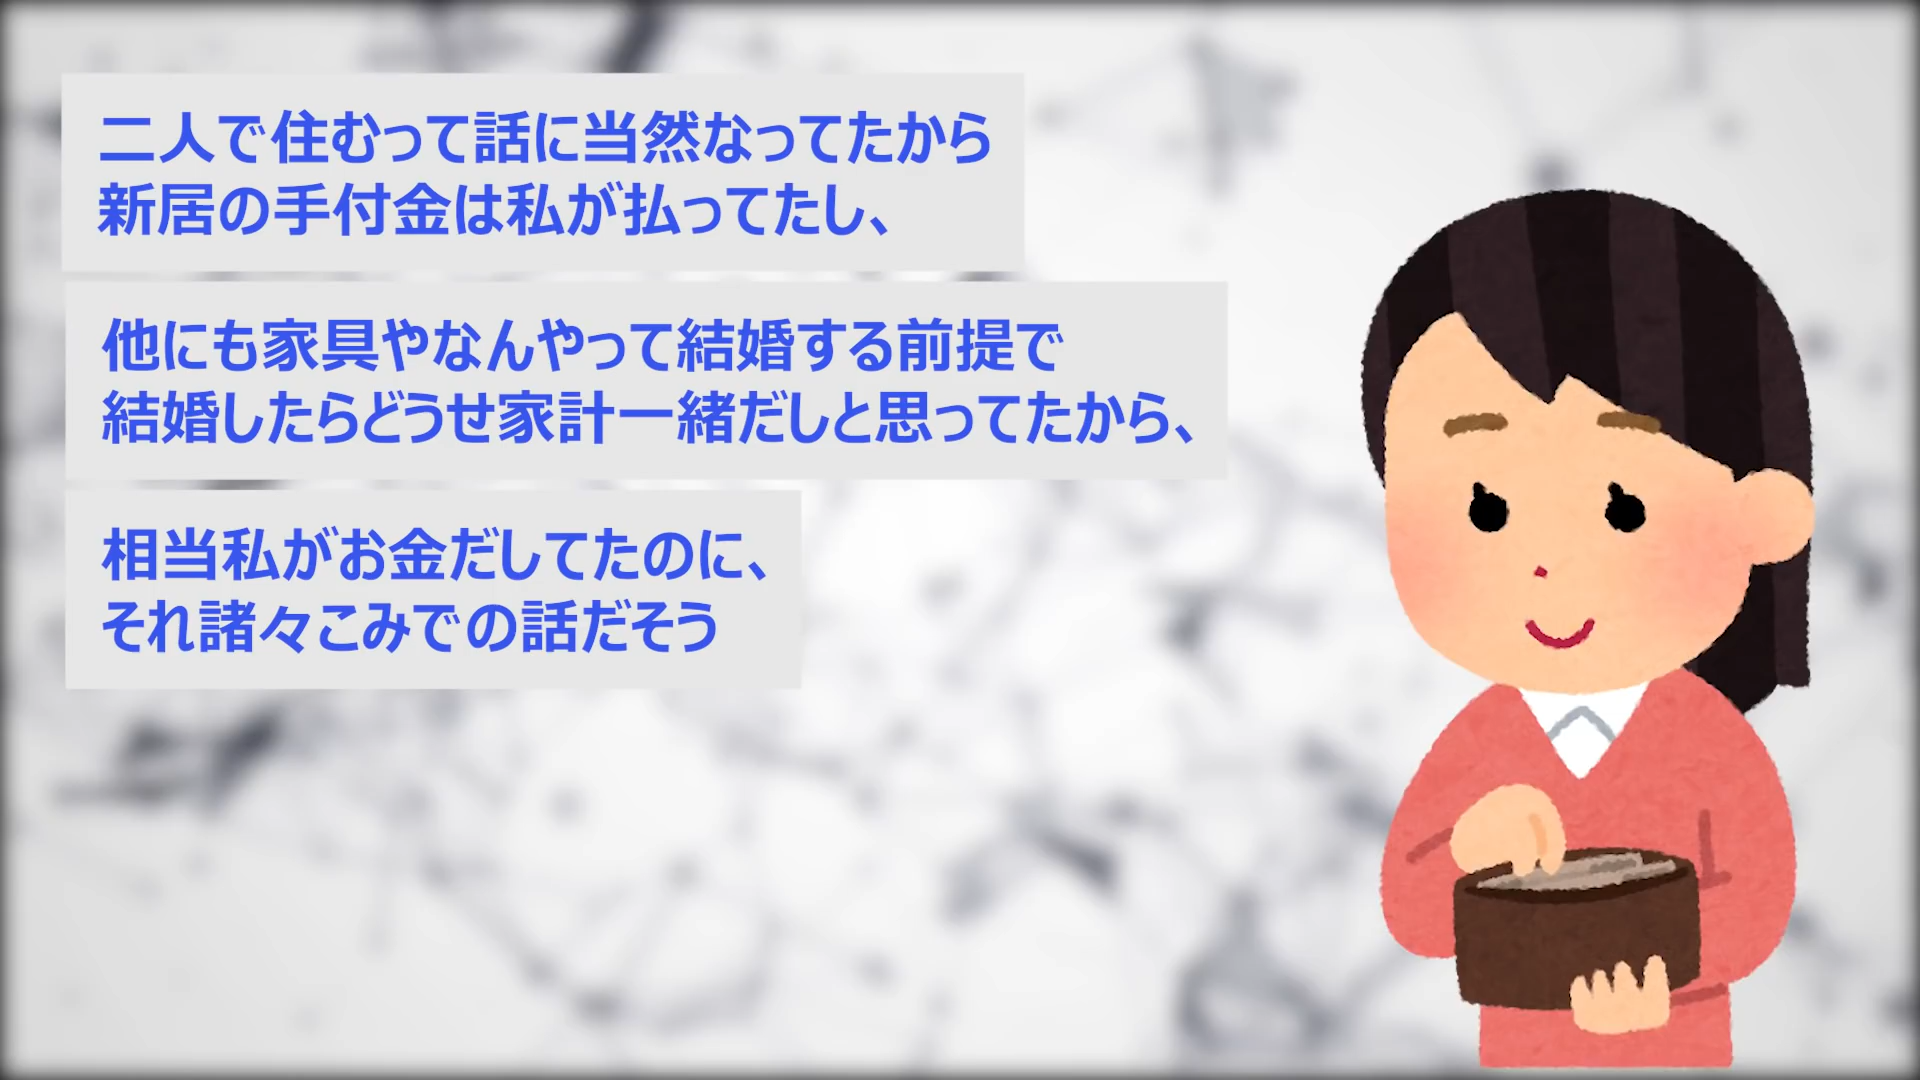 二人で住むって話に当然なってたから
新居の手付金は私が払ってたし、
他にも家具やなんやって結婚する前提で
結婚したらどうせ家計一緒だしと思ってたから、
相当私がお金だしてたのに、
それ諸々こみでの話だそう